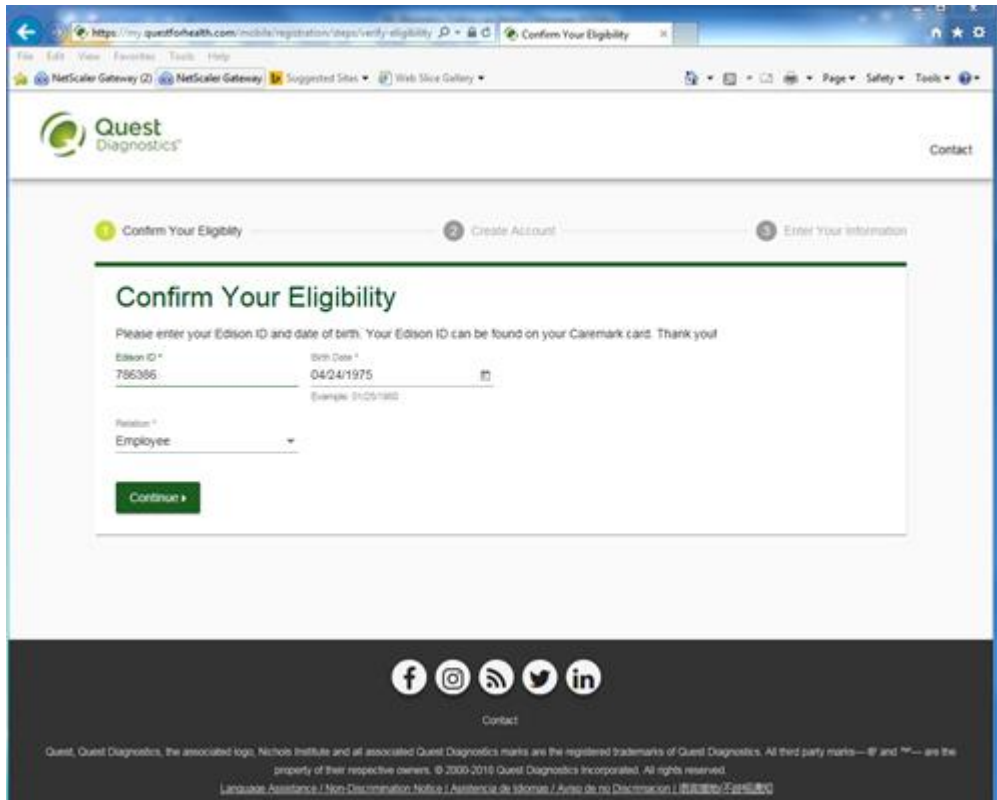 https://my.questforhealth.com/mobile/registration/steps/verify-eligibility
Confirm Your Eligibility
File Edit View Favorites Tools Help
NetScaler Gateway (2) NetScaler Gateway Suggested Sites Web Slice Gallery Page Safety Tools
Quest
Diagnostics™
Contact
1 Confirm Your Eligiblity 2 Create Account 3 Enter Your Information
Confirm Your Eligibility
Please enter your Edison ID and date of birth. Your Edison ID can be found on your Caremark card. Thank you!
Edison ID * Birth Date *
786386 04/24/1975
Example: 01/25/1960
Relation *
Employee
Continue
Contact
Quest, Quest Diagnostics, the associated logo, Nichols Institute and all associated Quest Diagnostics marks are the registered trademarks of Quest Diagnostics. All third party marks—® and ™— are the
property of their respective owners. © 2000-2016 Quest Diagnostics Incorporated. All rights reserved.
Language Assistance / Non-Discrimination Notice | Asistencia de Idiomas / Aviso de no Discriminación |